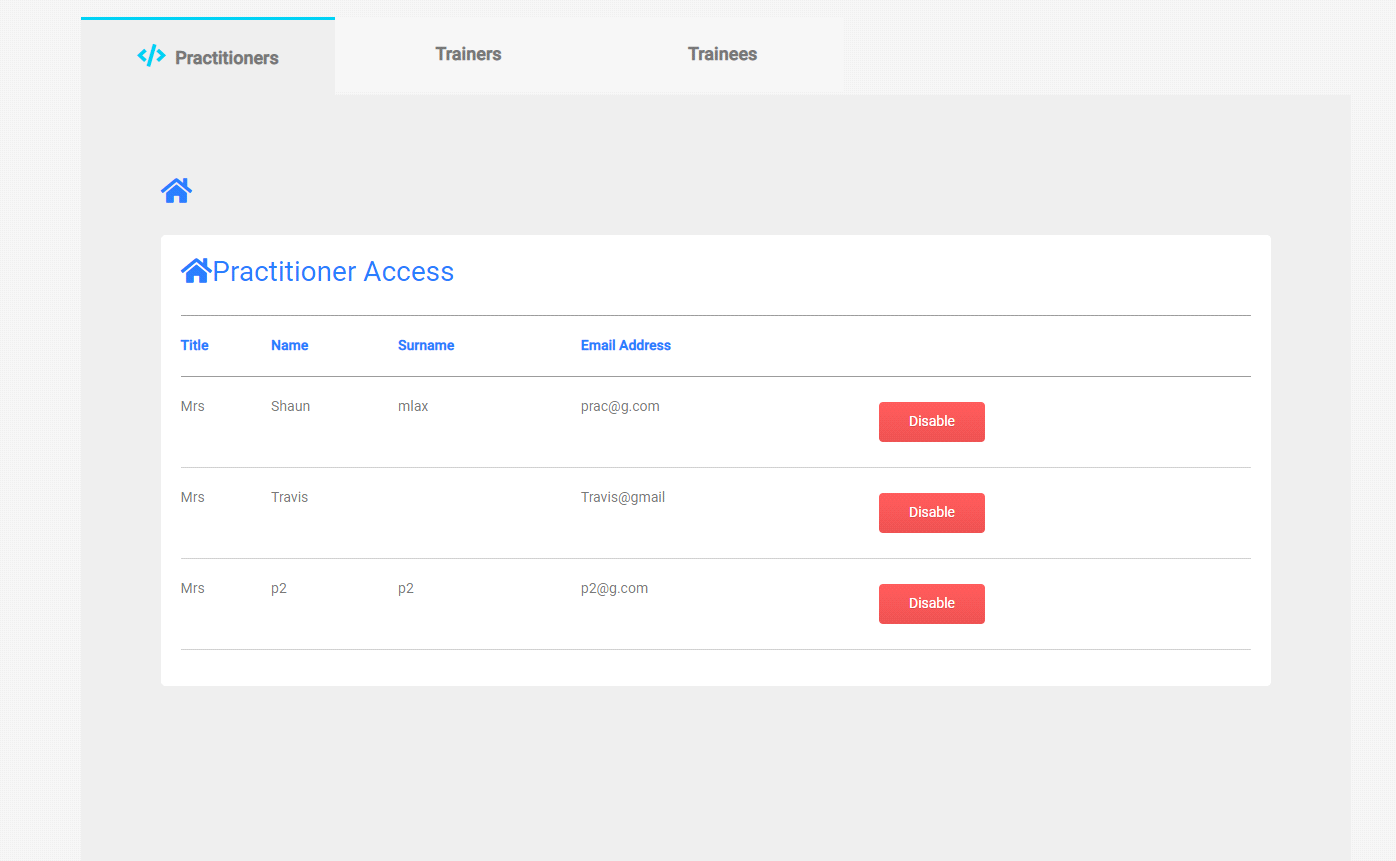 Practitioners Trainers Trainees
Practitioner Access
Title Name Surname Email Address
Mrs Shaun mlax prac@g.com Disable
Mrs Travis Travis@gmail Disable
Mrs p2 p2 p2@g.com Disable